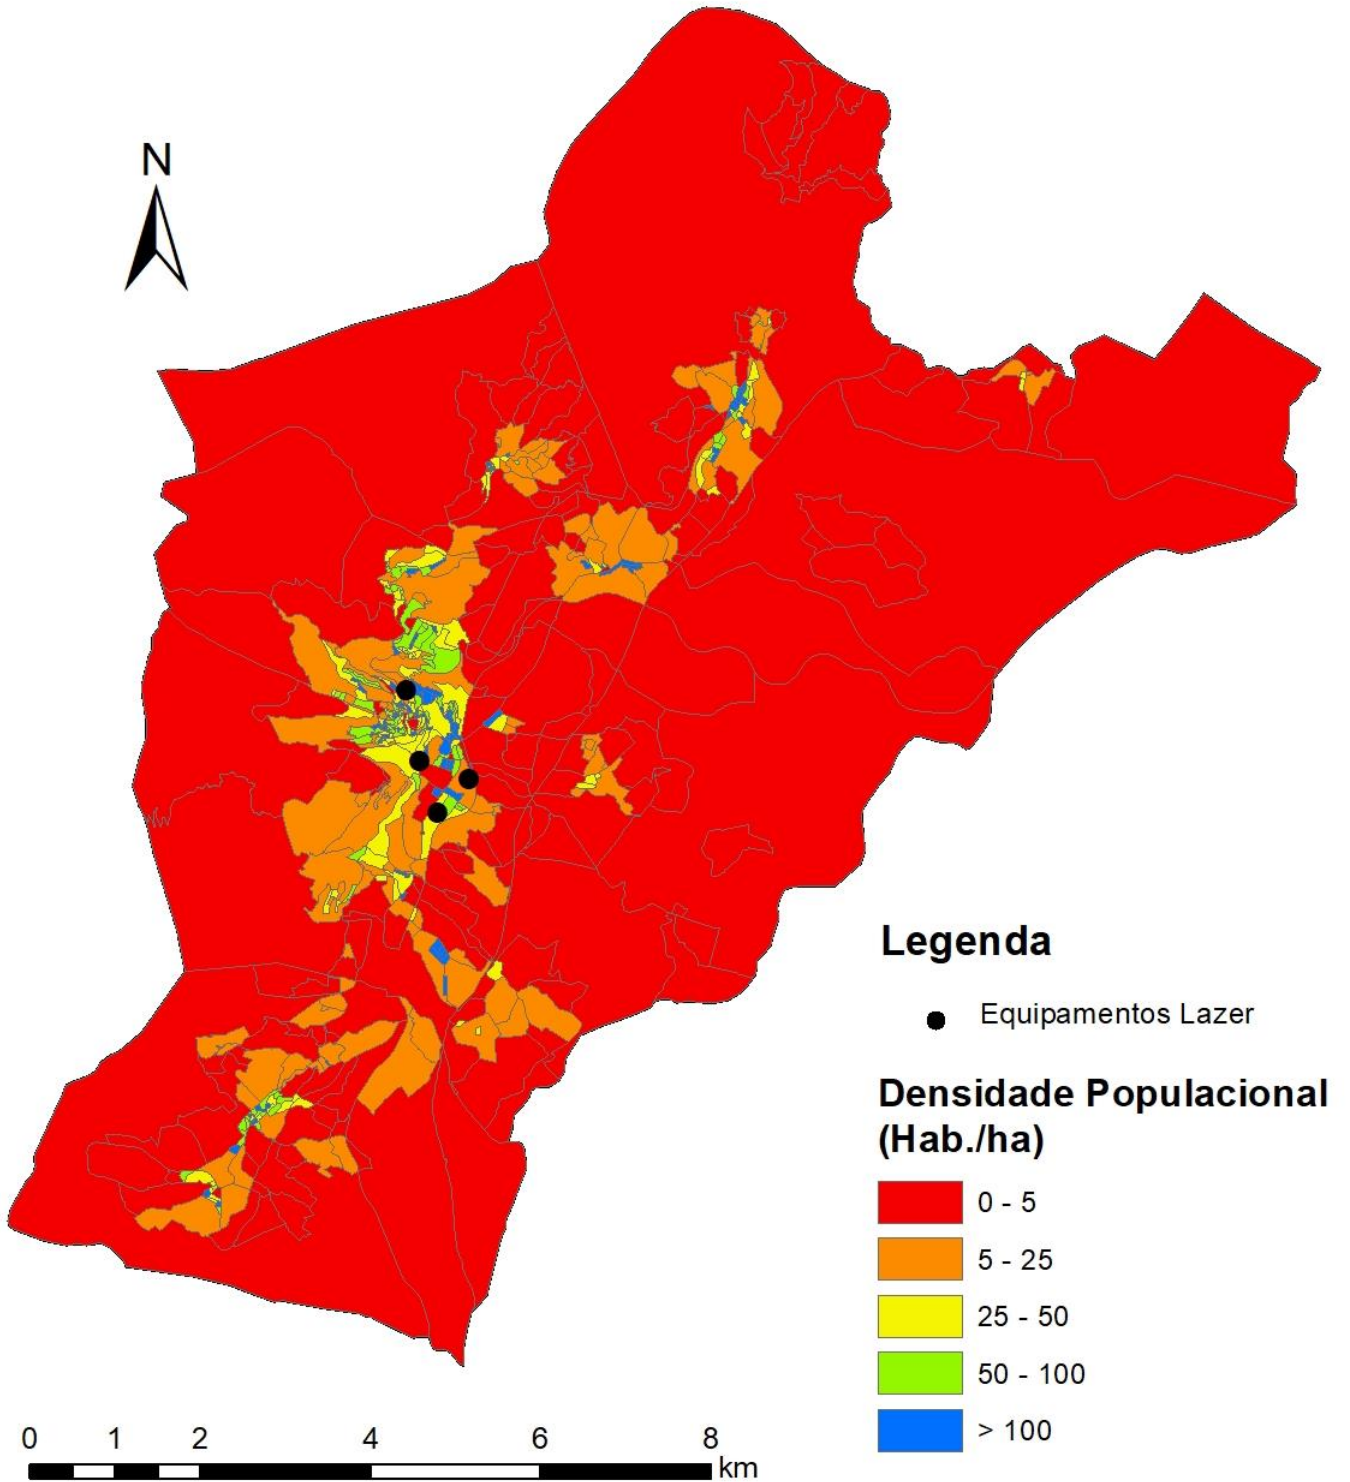 N
Legenda
Equipamentos Lazer
Densidade Populacional
(Hab./ha)
0 - 5
5 - 25
25 - 50
50 - 100
> 100
0 1 2 4 6 8
km